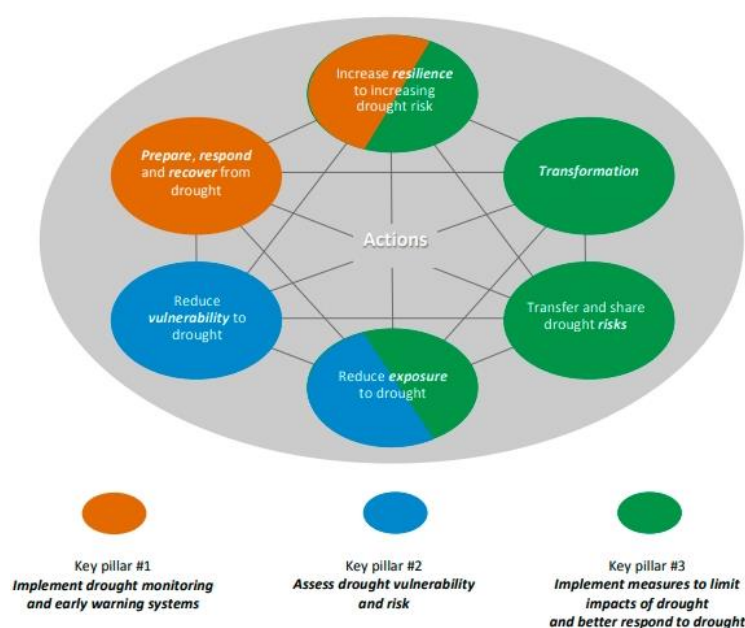 Increase resilience
to increasing
drought risk
Prepare, respond
and recover from
drought
Transformation
Actions
Reduce
vulnerability to
drought
Transfer and share
drought risks
Reduce exposure
to drought
Key pillar #1
Implement drought monitoring
and early warning systems
Key pillar #2
Assess drought vulnerability
and risk
Key pillar #3
Implement measures to limit
impacts of drought
and better respond to drought